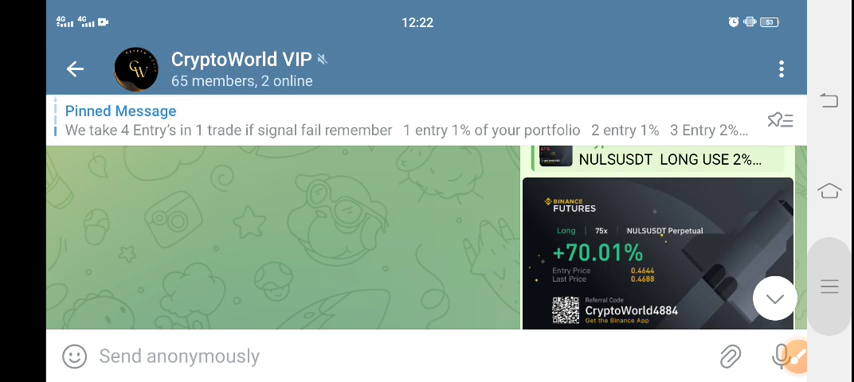 4G 4G
12:22
53
CryptoWorld VIP
65 members, 2 online
Pinned Message
We take 4 Entry's in 1 trade if signal fail remember 1 entry 1% of your portfolio 2 entry 1% 3 Entry 2%...
NULSUSDT LONG USE 2%...
BINANCE
FUTURES
Long 75x NULSUSDT Perpetual
+70.01%
Entry Price 0.4644
Last Price 0.4688
Referral Code
CryptoWorld4884
Get the Binance App
Send anonymously